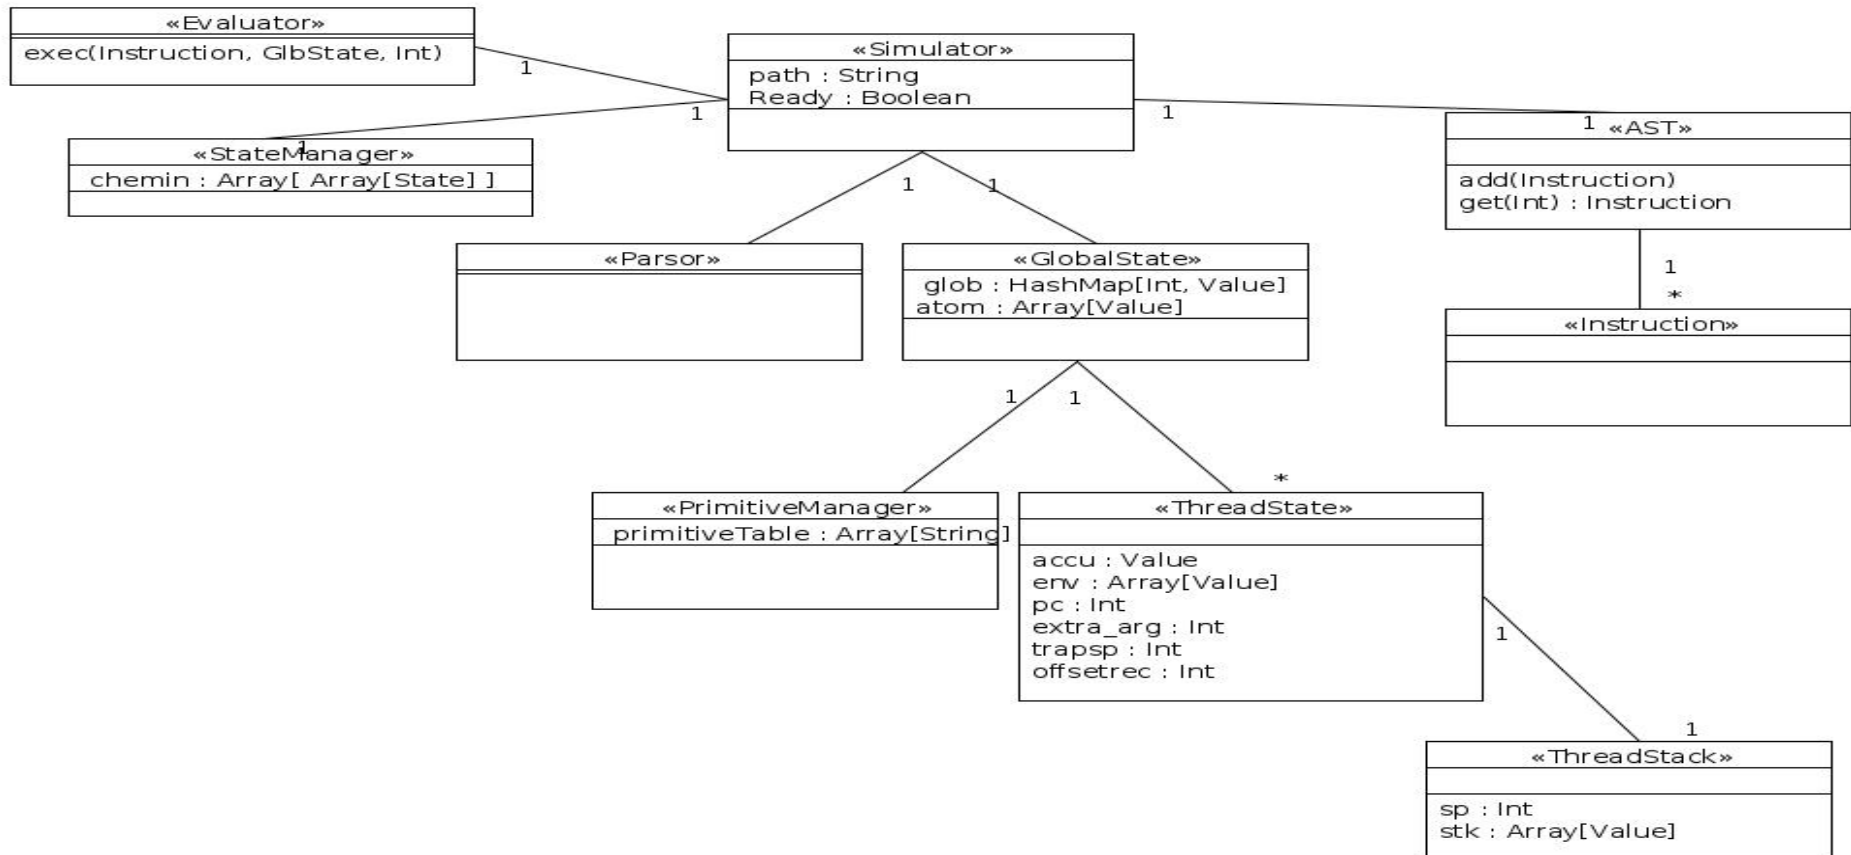 «Evaluator»
exec(Instruction, GlbState, Int)
1
«Simulator»
path : String
Ready : Boolean
1
1
«StateManager»
1
chemin : Array[ Array[State] ]
1
«AST»
add(Instruction)
get(Int) : Instruction
1
1
«Parsor»
«GlobalState»
glob : HashMap[Int, Value]
atom : Array[Value]
1
*
«Instruction»
1
1
*
«PrimitiveManager»
primitiveTable : Array[String]
«ThreadState»
accu : Value
env : Array[Value]
pc : Int
extra_arg : Int
trapsp : Int
offsetrec : Int
1
1
«ThreadStack»
sp : Int
stk : Array[Value]